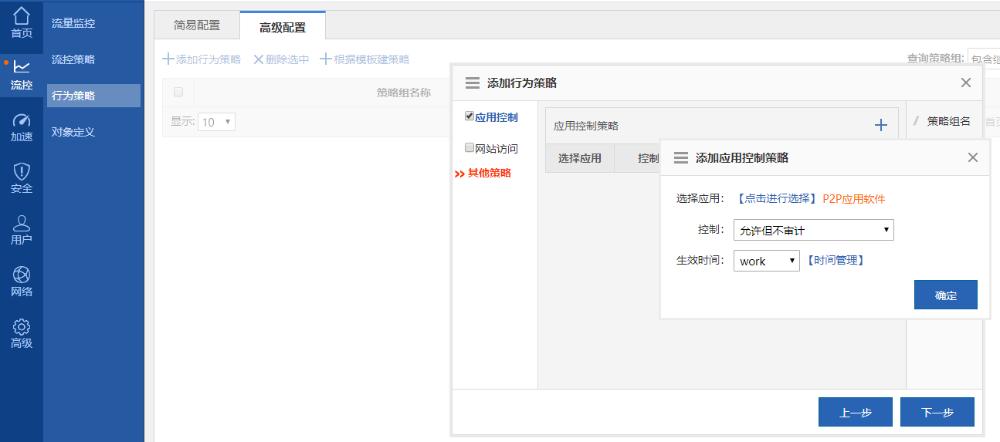 首页
流控
加速
安全
用户
网络
高级
流量监控
流控策略
行为策略
对象定义
简易配置
高级配置
添加行为策略 删除选中 根据模板建策略
查询策略组: 包含
策略组名称
显示: 10
首页
添加行为策略
应用控制
网站访问
>> 其他策略
应用控制策略
选择应用 控制
策略组名
添加应用控制策略
选择应用： 【点击进行选择】 P2P应用软件
控制： 允许但不审计
生效时间： work 【时间管理】
确定
上一步 下一步